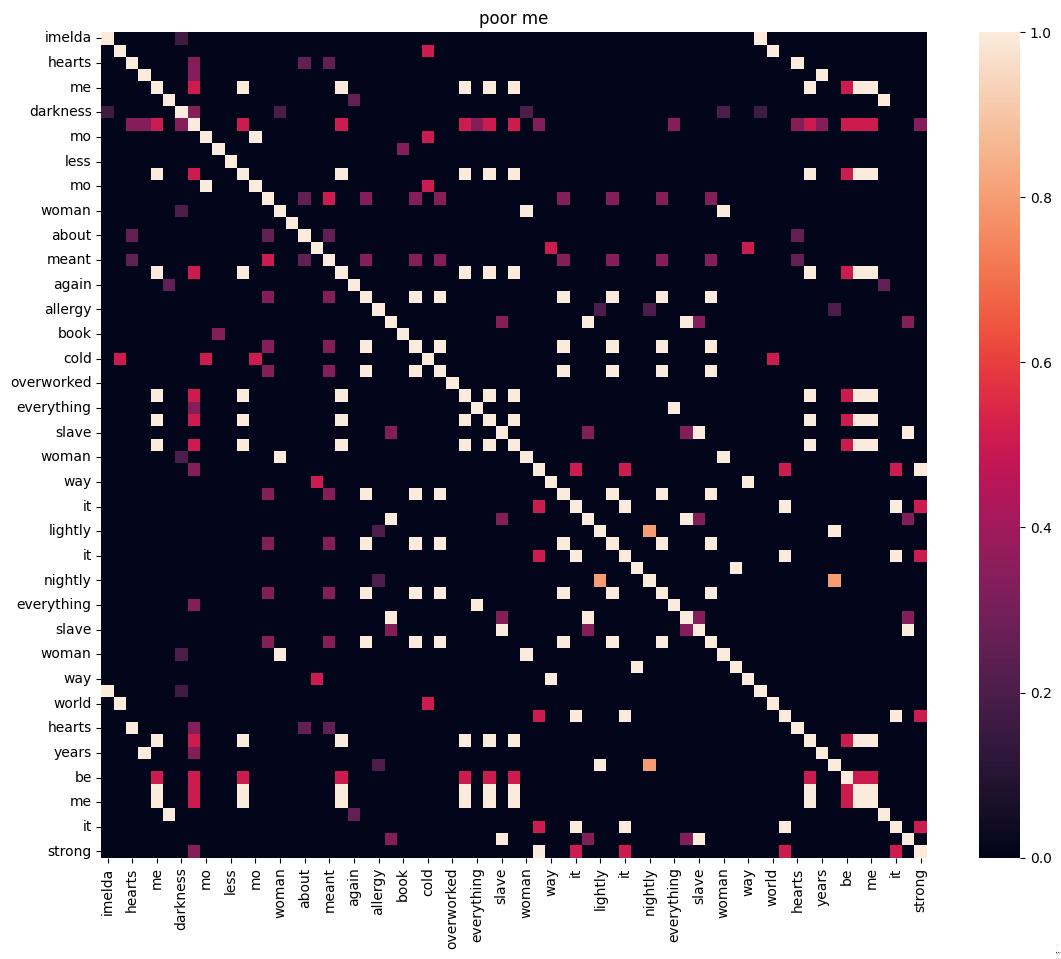 poor me
imelda
hearts
me
darkness
mo
less
mo
woman
about
meant
again
allergy
book
cold
overworked
everything
slave
woman
way
it
lightly
it
nightly
everything
slave
woman
way
world
hearts
years
be
me
it
strong
imelda
hearts
me
darkness
mo
less
mo
woman
about
meant
again
allergy
book
cold
overworked
everything
slave
woman
way
it
lightly
it
nightly
everything
slave
woman
way
world
hearts
years
be
me
it
strong
1.0
0.8
0.6
0.4
0.2
0.0